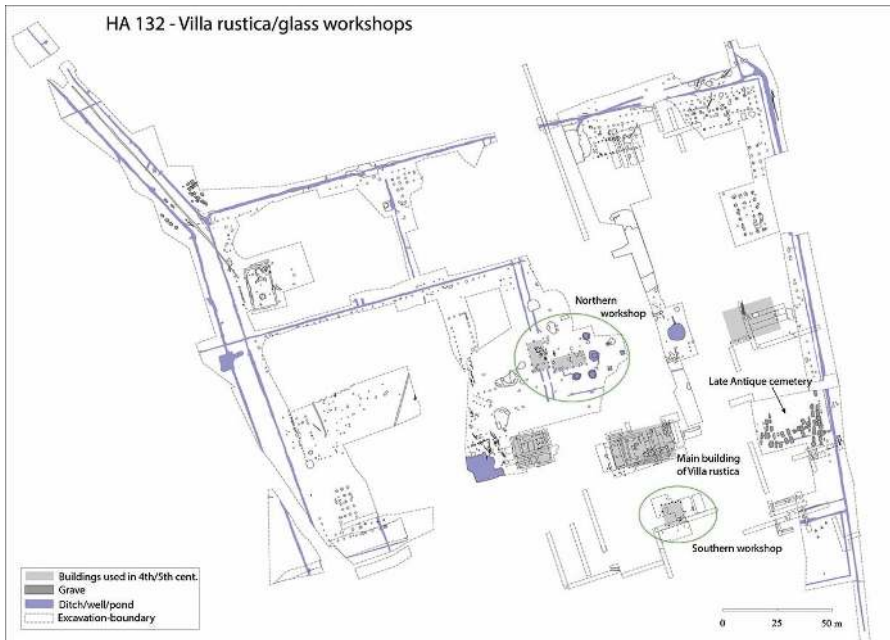 HA 132 - Villa rustica/glass workshops
Northern
workshop
Late Antique cemetery
Main building
of Villa rustica
Southern workshop
Buildings used in 4th/5th cent.
Grave
Ditch/well/pond
Excavation-boundary
0 25 50 m